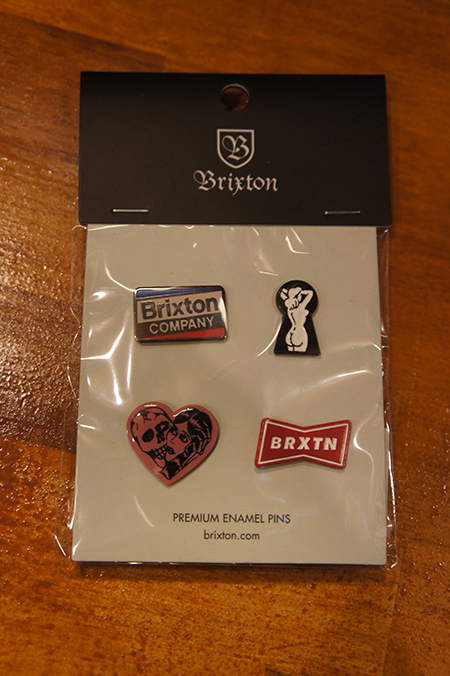 B
Brixton
Brixton
COMPANY
BRXTN
PREMIUM ENAMEL PINS
brixton.com